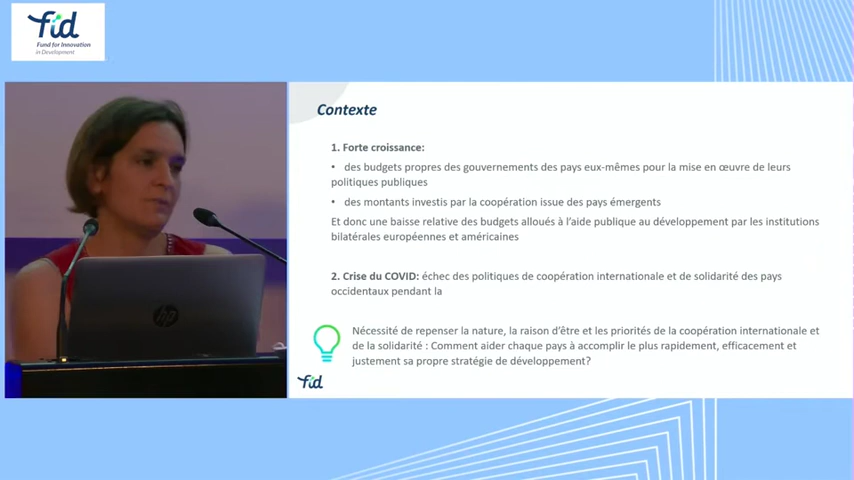 fid
Fund for Innovation
in Development
Contexte
1. Forte croissance:
• des budgets propres des gouvernements des pays eux-mêmes pour la mise en œuvre de leurs
politiques publiques
• des montants investis par la coopération issue des pays émergents
Et donc une baisse relative des budgets alloués à l'aide publique au développement par les institutions
bilatérales européennes et américaines
2. Crise du COVID: échec des politiques de coopération internationale et de solidarité des pays
occidentaux pendant la
Nécessité de repenser la nature, la raison d'être et les priorités de la coopération internationale et
de la solidarité : Comment aider chaque pays à accomplir le plus rapidement, efficacement et
justement sa propre stratégie de développement?
fid
hp